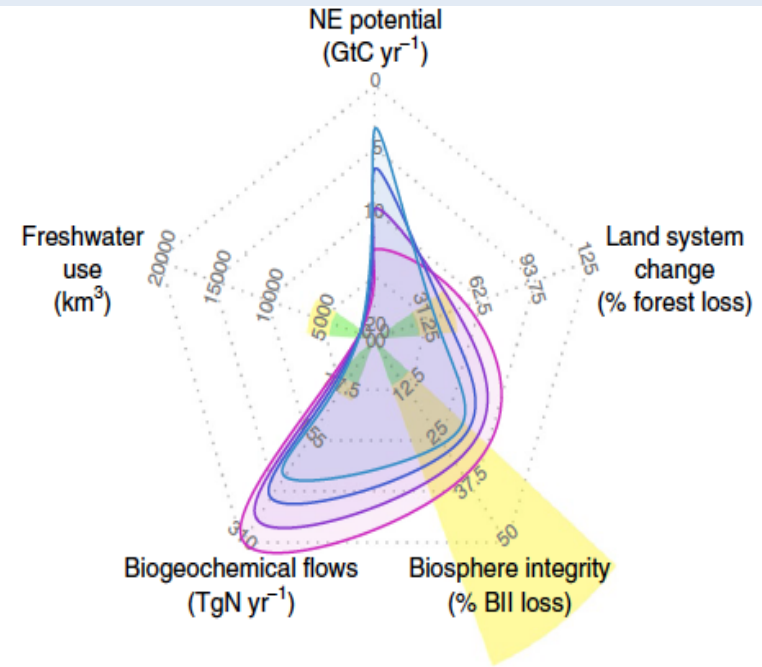 NE potential
(GtC yr⁻¹)
0
5
10
20
Freshwater
use
(km³)
20000
15000
10000
5000
Land system
change
(% forest loss)
125
93.75
62.5
31.25
12.5
25
37.5
50
310
Biogeochemical flows
(TgN yr⁻¹)
Biosphere integrity
(% BII loss)